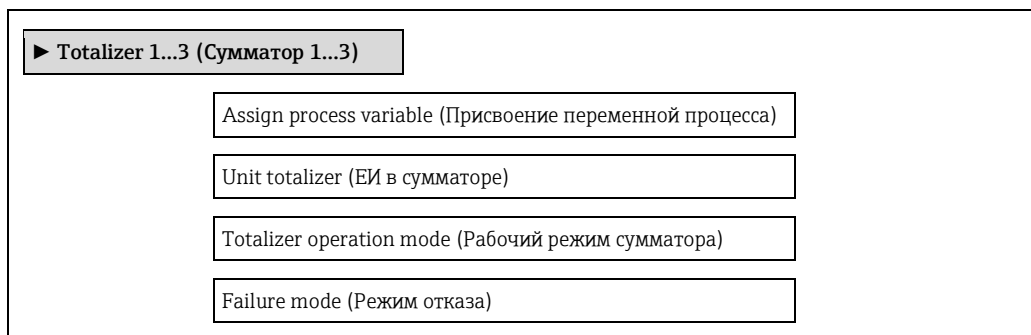 ► Totalizer 1...3 (Сумматор 1...3)
Assign process variable (Присвоение переменной процесса)
Unit totalizer (ЕИ в сумматоре)
Totalizer operation mode (Рабочий режим сумматора)
Failure mode (Режим отказа)